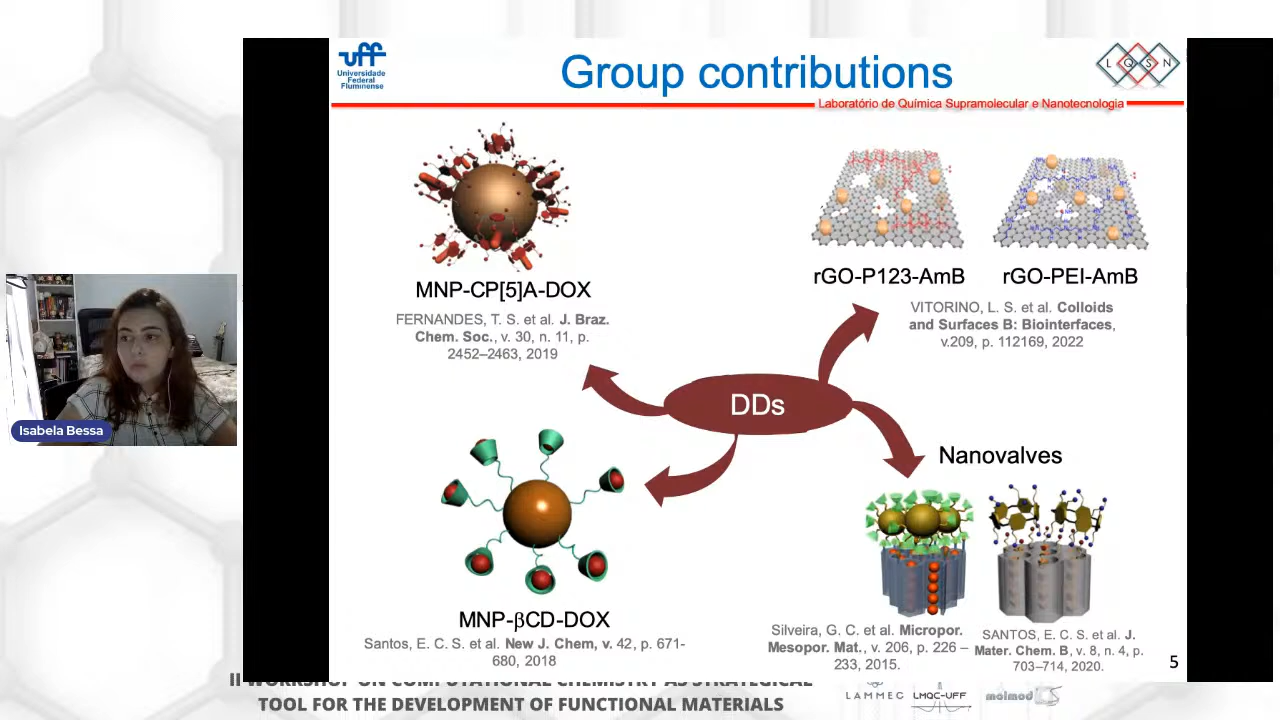 uff
Universidade
Federal
Fluminense
Group contributions
L Q S N
Laboratório de Química Supramolecular e Nanotecnologia
MNP-CP[5]A-DOX
FERNANDES, T. S. et al. J. Braz.
Chem. Soc., v. 30, n. 11, p.
2452–2463, 2019
rGO-P123-AmB
rGO-PEI-AmB
VITORINO, L. S. et al. Colloids
and Surfaces B: Biointerfaces,
v.209, p. 112169, 2022
DDs
Isabela Bessa
Nanovalves
MNP-βCD-DOX
Santos, E. C. S. et al. New J. Chem, v. 42, p. 671-
680, 2018
Silveira, G. C. et al. Micropor.
Mesopor. Mat., v. 206, p. 226 –
233, 2015.
SANTOS, E. C. S. et al. J.
Mater. Chem. B, v. 8, n. 4, p.
703–714, 2020.
5
II WORKSHOP ON COMPUTATIONAL CHEMISTRY AS STRATEGICAL
TOOL FOR THE DEVELOPMENT OF FUNCTIONAL MATERIALS
LAMMEC
LMQC-UFF
molmod CS